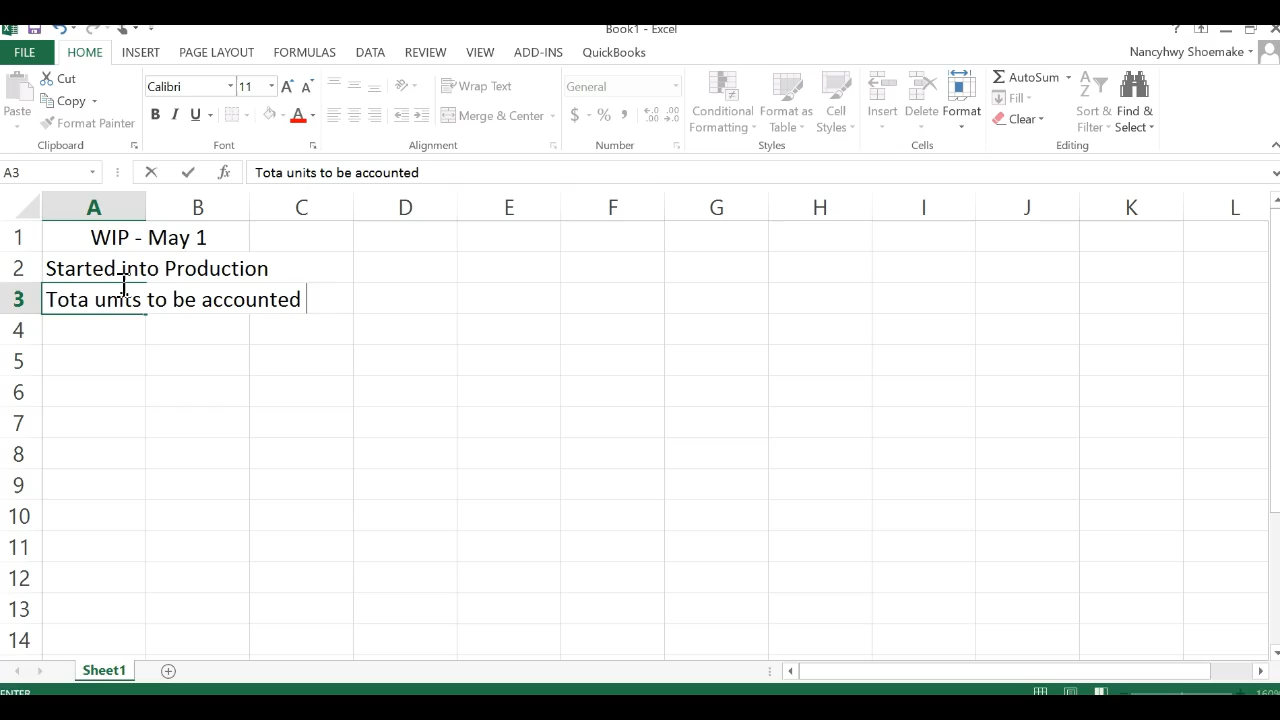 Book1 - Excel
?
FILE HOME INSERT PAGE LAYOUT FORMULAS DATA REVIEW VIEW ADD-INS QuickBooks Nancyhwy Shoemake
Paste
Cut
Copy
Format Painter
Clipboard
Calibri 11 A A
B I U A
Font
Wrap Text
Merge & Center
Alignment
General
$ % ,
Number
Conditional Formatting
Format as Table
Cell Styles
Styles
Insert Delete Format
Cells
AutoSum
Fill
Clear
Sort & Filter
Find & Select
Editing
A3 fx Tota units to be accounted
A B C D E F G H I J K L
1 WIP - May 1
2 Started into Production
3 Tota units to be accounted
4
5
6
7
8
9
10
11
12
13
14
Sheet1
ENTER 160%